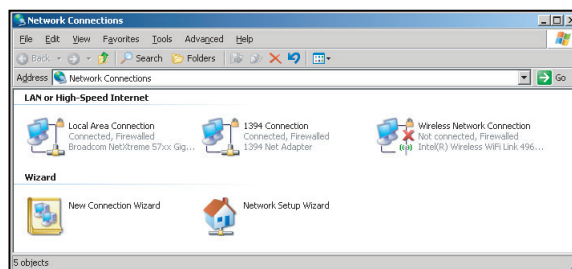 Network Connections
File Edit View Favorites Tools Advanced Help
Back Search Folders
Address Network Connections Go
LAN or High-Speed Internet
Local Area Connection
Connected, Firewalled
Broadcom NetXtreme 57xx Gig...
1394 Connection
Connected, Firewalled
1394 Net Adapter
Wireless Network Connection
Not connected, Firewalled
Intel(R) Wireless WiFi Link 496...
Wizard
New Connection Wizard
Network Setup Wizard
5 objects